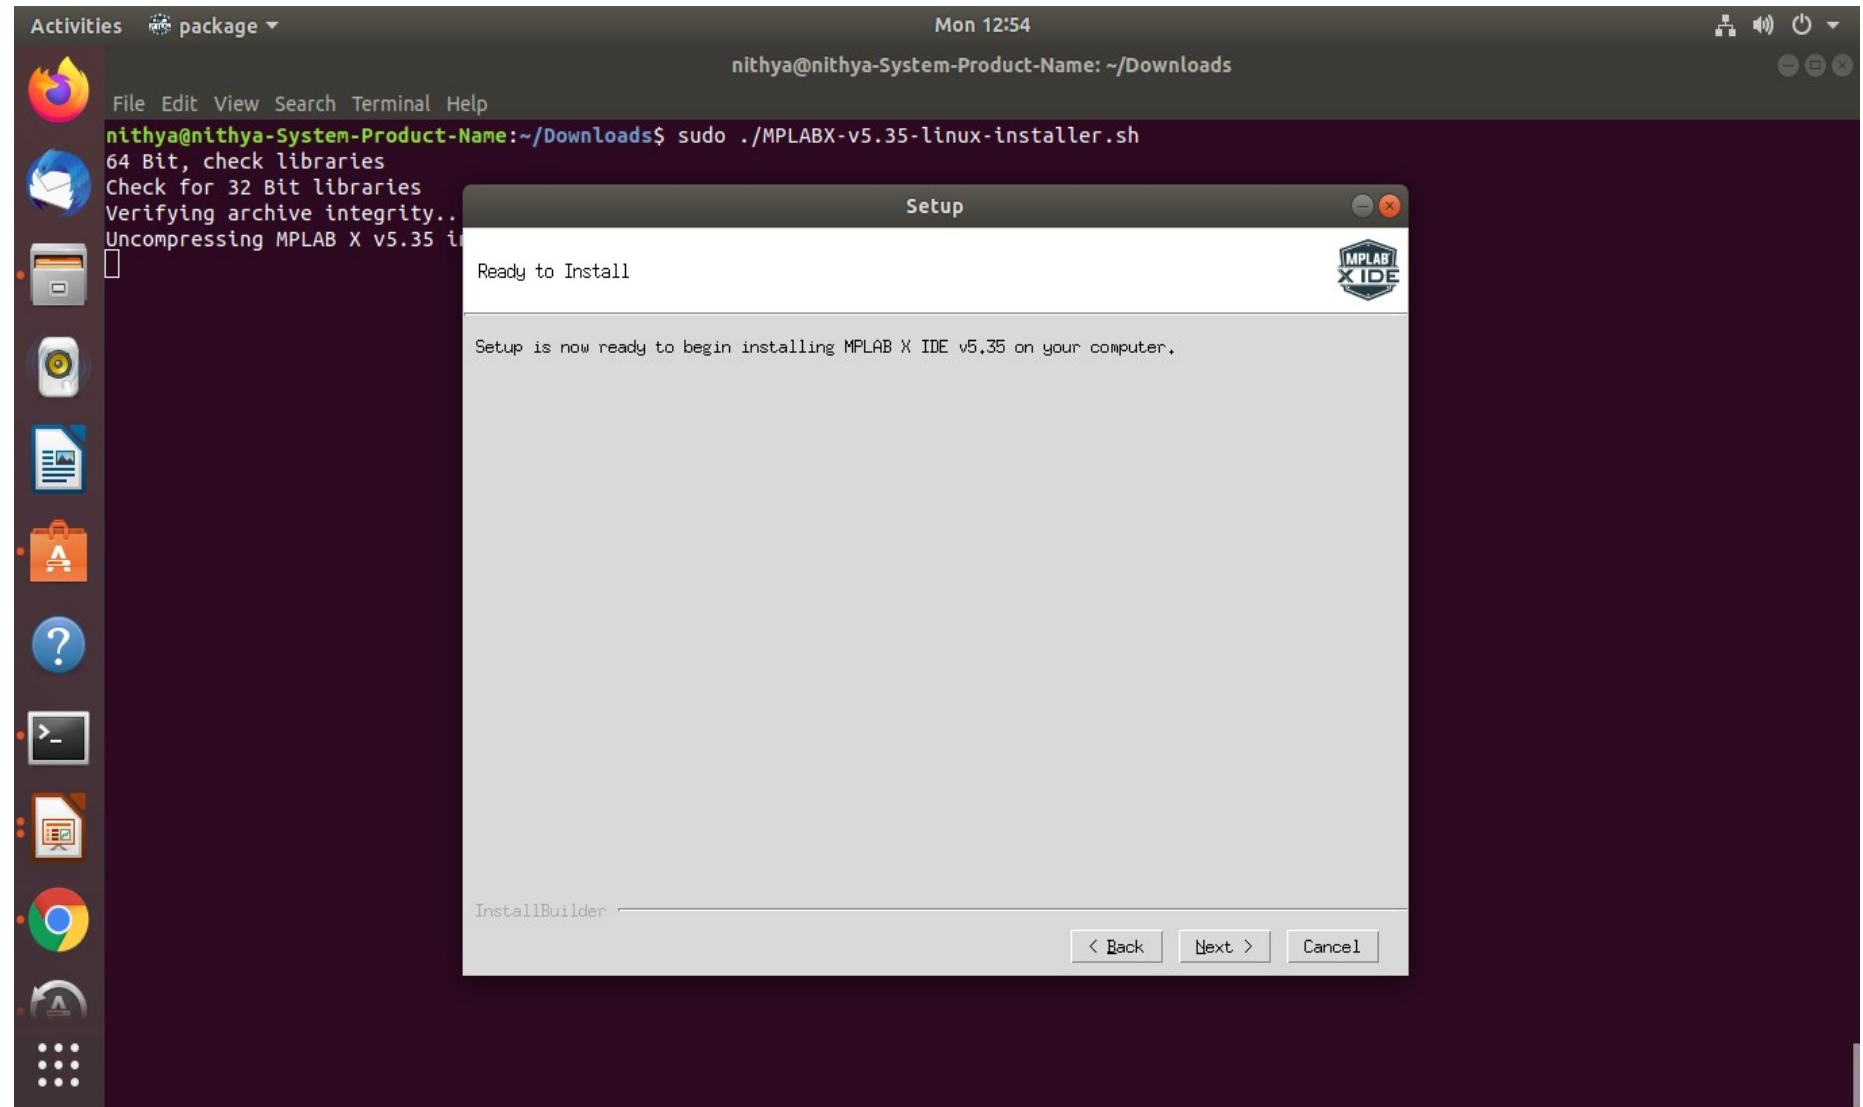 Activities package Mon 12:54
nithya@nithya-System-Product-Name: ~/Downloads
File Edit View Search Terminal Help
nithya@nithya-System-Product-Name:~/Downloads$ sudo ./MPLABX-v5.35-linux-installer.sh
64 Bit, check libraries
Check for 32 Bit libraries
Verifying archive integrity..
Uncompressing MPLAB X v5.35 i
Setup
Ready to Install
MPLAB
X IDE
Setup is now ready to begin installing MPLAB X IDE v5.35 on your computer.
InstallBuilder
< Back Next > Cancel